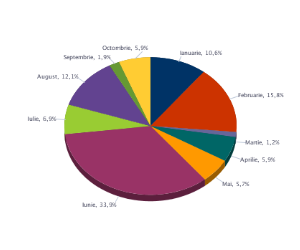 Octombrie, 5,9%
Ianuarie, 10,6%
Septembrie, 1,9%
August, 12,1%
Februarie, 15,8%
Iulie, 6,9%
Martie, 1,2%
Aprilie, 5,9%
Mai, 5,7%
Iunie, 33,9%